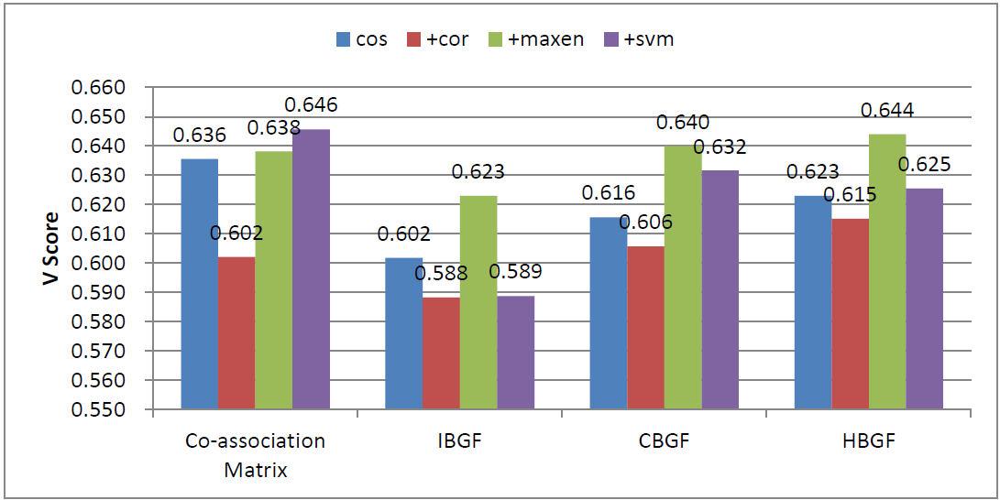 cos +cor +maxen +svm
V Score
0.660
0.650
0.640
0.630
0.620
0.610
0.600
0.590
0.580
0.570
0.560
0.550
0.636 0.602 0.638 0.646
0.602 0.588 0.623 0.589
0.616 0.606 0.640 0.632
0.623 0.615 0.644 0.625
Co-association
Matrix
IBGF
CBGF
HBGF